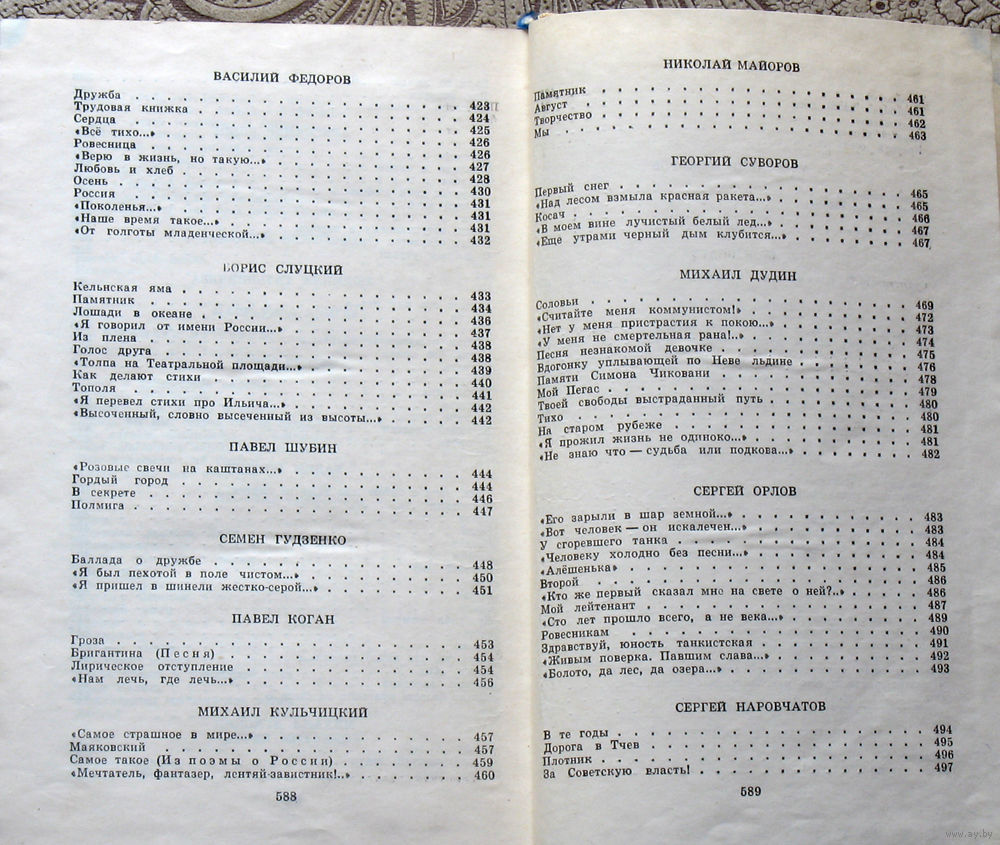 ВАСИЛИЙ ФЕДОРОВ
Дружба . . . . . . . . . . 423
Трудовая книжка . . . . . . . . . . 424
Сердца . . . . . . . . . . 425
«Всё тихо...» . . . . . . . . . . 426
Ровесница . . . . . . . . . . 426
«Верю в жизнь, но такую...» . . . . . . . . . . 427
Любовь и хлеб . . . . . . . . . . 428
Осень . . . . . . . . . . 430
Россия . . . . . . . . . . 431
«Поколенья...» . . . . . . . . . . 431
«Наше время такое...» . . . . . . . . . . 431
«От голготы младенческой...» . . . . . . . . . . 432
БОРИС СЛУЦКИЙ
Кельнская яма . . . . . . . . . . 433
Памятник . . . . . . . . . . 434
Лошади в океане . . . . . . . . . . 436
«Я говорил от имени России...» . . . . . . . . . . 437
Из плена . . . . . . . . . . 438
Голос друга . . . . . . . . . . 438
«Толпа на Театральной площади...» . . . . . . . . . . 439
Как делают стихи . . . . . . . . . . 440
Тополя . . . . . . . . . . 441
«Я перевел стихи про Ильича...» . . . . . . . . . . 442
«Высоченный, словно высеченный из высоты...» . . . . . . 442
ПАВЕЛ ШУБИН
«Розовые свечи на каштанах...» . . . . . . . . . . 444
Гордый город . . . . . . . . . . 444
В секрете . . . . . . . . . . 446
Полмига . . . . . . . . . . 447
СЕМЕН ГУДЗЕНКО
Баллада о дружбе . . . . . . . . . . 448
«Я был пехотой в поле чистом...» . . . . . . . . . . 450
«Я пришел в шинели жестко-серой...» . . . . . . . . . . 451
ПАВЕЛ КОГАН
Гроза . . . . . . . . . . 453
Бригантина (Песня) . . . . . . . . . . 454
Лирическое отступление . . . . . . . . . . 454
«Нам лечь, где лечь...» . . . . . . . . . . 456
МИХАИЛ КУЛЬЧИЦКИЙ
«Самое страшное в мире...» . . . . . . . . . . 457
Маяковский . . . . . . . . . . 457
Самое такое (Из поэмы о России) . . . . . . . . . . 459
«Мечтатель, фантазер, лентяй-завистник!..» . . . . . . . 460
588
НИКОЛАЙ МАЙОРОВ
Памятник . . . . . . . . . . 461
Август . . . . . . . . . . 461
Творчество . . . . . . . . . . 462
Мы . . . . . . . . . . 463
ГЕОРГИЙ СУВОРОВ
Первый снег . . . . . . . . . . 465
«Над лесом взмыла красная ракета...» . . . . . . . . . . 465
Косач . . . . . . . . . . 466
«В моем вине лучистый белый лед...» . . . . . . . . . . 467
«Еще утрами черный дым клубится...» . . . . . . . . . . 467
МИХАИЛ ДУДИН
Соловьи . . . . . . . . . . 469
«Считайте меня коммунистом!» . . . . . . . . . . 472
«Нет у меня пристрастия к покою...» . . . . . . . . . . 473
«У меня не смертельная рана!..» . . . . . . . . . . 474
Песня незнакомой девочке . . . . . . . . . . 475
Вдогонку уплывающей по Неве льдине . . . . . . . . . . 476
Памяти Симона Чиковани . . . . . . . . . . 478
Мой Пегас . . . . . . . . . . 479
Твоей свободы выстраданный путь . . . . . . . . . . 480
Тихо . . . . . . . . . . 480
На старом рубеже . . . . . . . . . . 481
«Я прожил жизнь не одиноко...» . . . . . . . . . . 481
«Не знаю что — судьба или подкова...» . . . . . . . . . . 482
СЕРГЕЙ ОРЛОВ
«Его зарыли в шар земной...» . . . . . . . . . . 483
«Вот человек — он искалечен...» . . . . . . . . . . 483
У сгоревшего танка . . . . . . . . . . 484
«Человеку холодно без песни...» . . . . . . . . . . 484
«Алёшенька» . . . . . . . . . . 485
Второй . . . . . . . . . . 486
«Кто же первый сказал мне на свете о ней?..» . . . . . . 486
Мой лейтенант . . . . . . . . . . 487
«Сто лет прошло всего, а не века...» . . . . . . . . . . 489
Ровесникам . . . . . . . . . . 490
Здравствуй, юность танкистская . . . . . . . . . . 491
«Живым поверка. Павшим слава...» . . . . . . . . . . 492
«Болото, да лес, да озера...» . . . . . . . . . . 493
СЕРГЕЙ НАРОВЧАТОВ
В те годы . . . . . . . . . . 494
Дорога в Тчев . . . . . . . . . . 495
Плотник . . . . . . . . . . 496
За Советскую власть! . . . . . . . . . . 497
589
www.ay.by